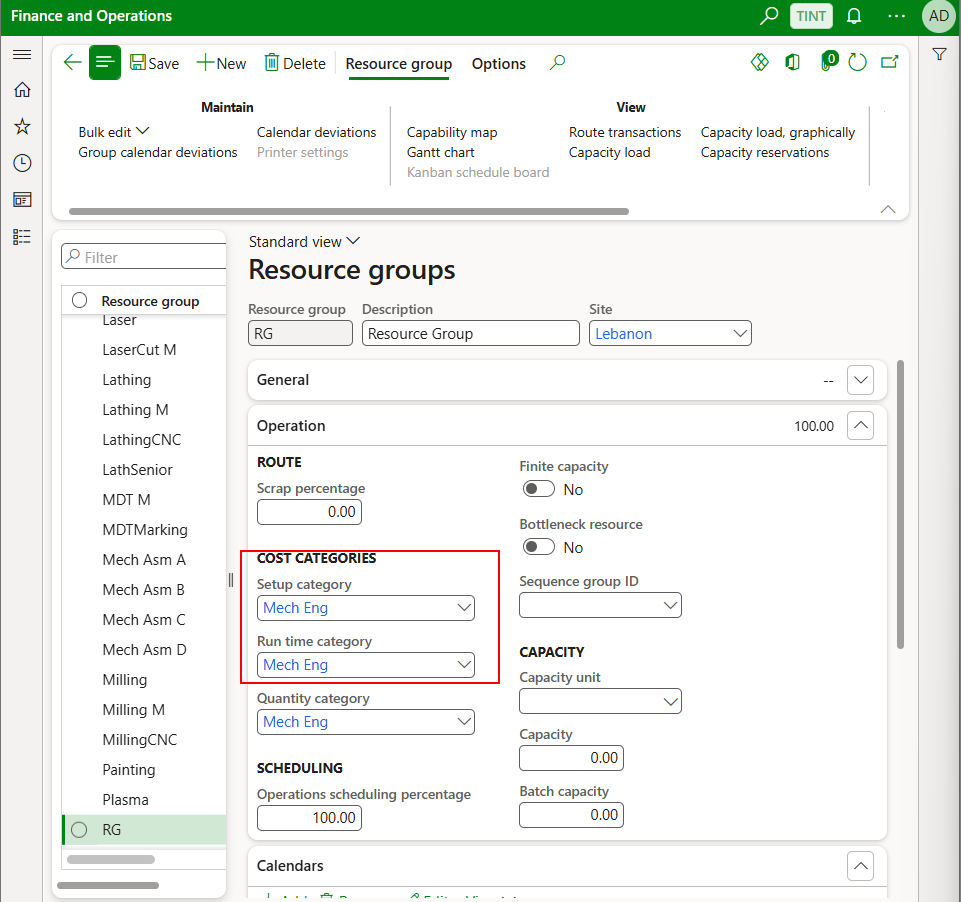 Finance and Operations
TINT
AD
Save
New
Delete
Resource group
Options
0
Maintain
Bulk edit
Group calendar deviations
Calendar deviations
Printer settings
View
Capability map
Gantt chart
Kanban schedule board
Route transactions
Capacity load
Capacity load, graphically
Capacity reservations
Filter
Resource group
Laser
LaserCut M
Lathing
Lathing M
LathingCNC
LathSenior
MDT M
MDTMarking
Mech Asm A
Mech Asm B
Mech Asm C
Mech Asm D
Milling
Milling M
MillingCNC
Painting
Plasma
RG
Standard view
Resource groups
Resource group
RG
Description
Resource Group
Site
Lebanon
General
--
Operation
100.00
ROUTE
Scrap percentage
0.00
COST CATEGORIES
Setup category
Mech Eng
Run time category
Mech Eng
Quantity category
Mech Eng
SCHEDULING
Operations scheduling percentage
100.00
Finite capacity
No
Bottleneck resource
No
Sequence group ID
CAPACITY
Capacity unit
Capacity
0.00
Batch capacity
0.00
Calendars